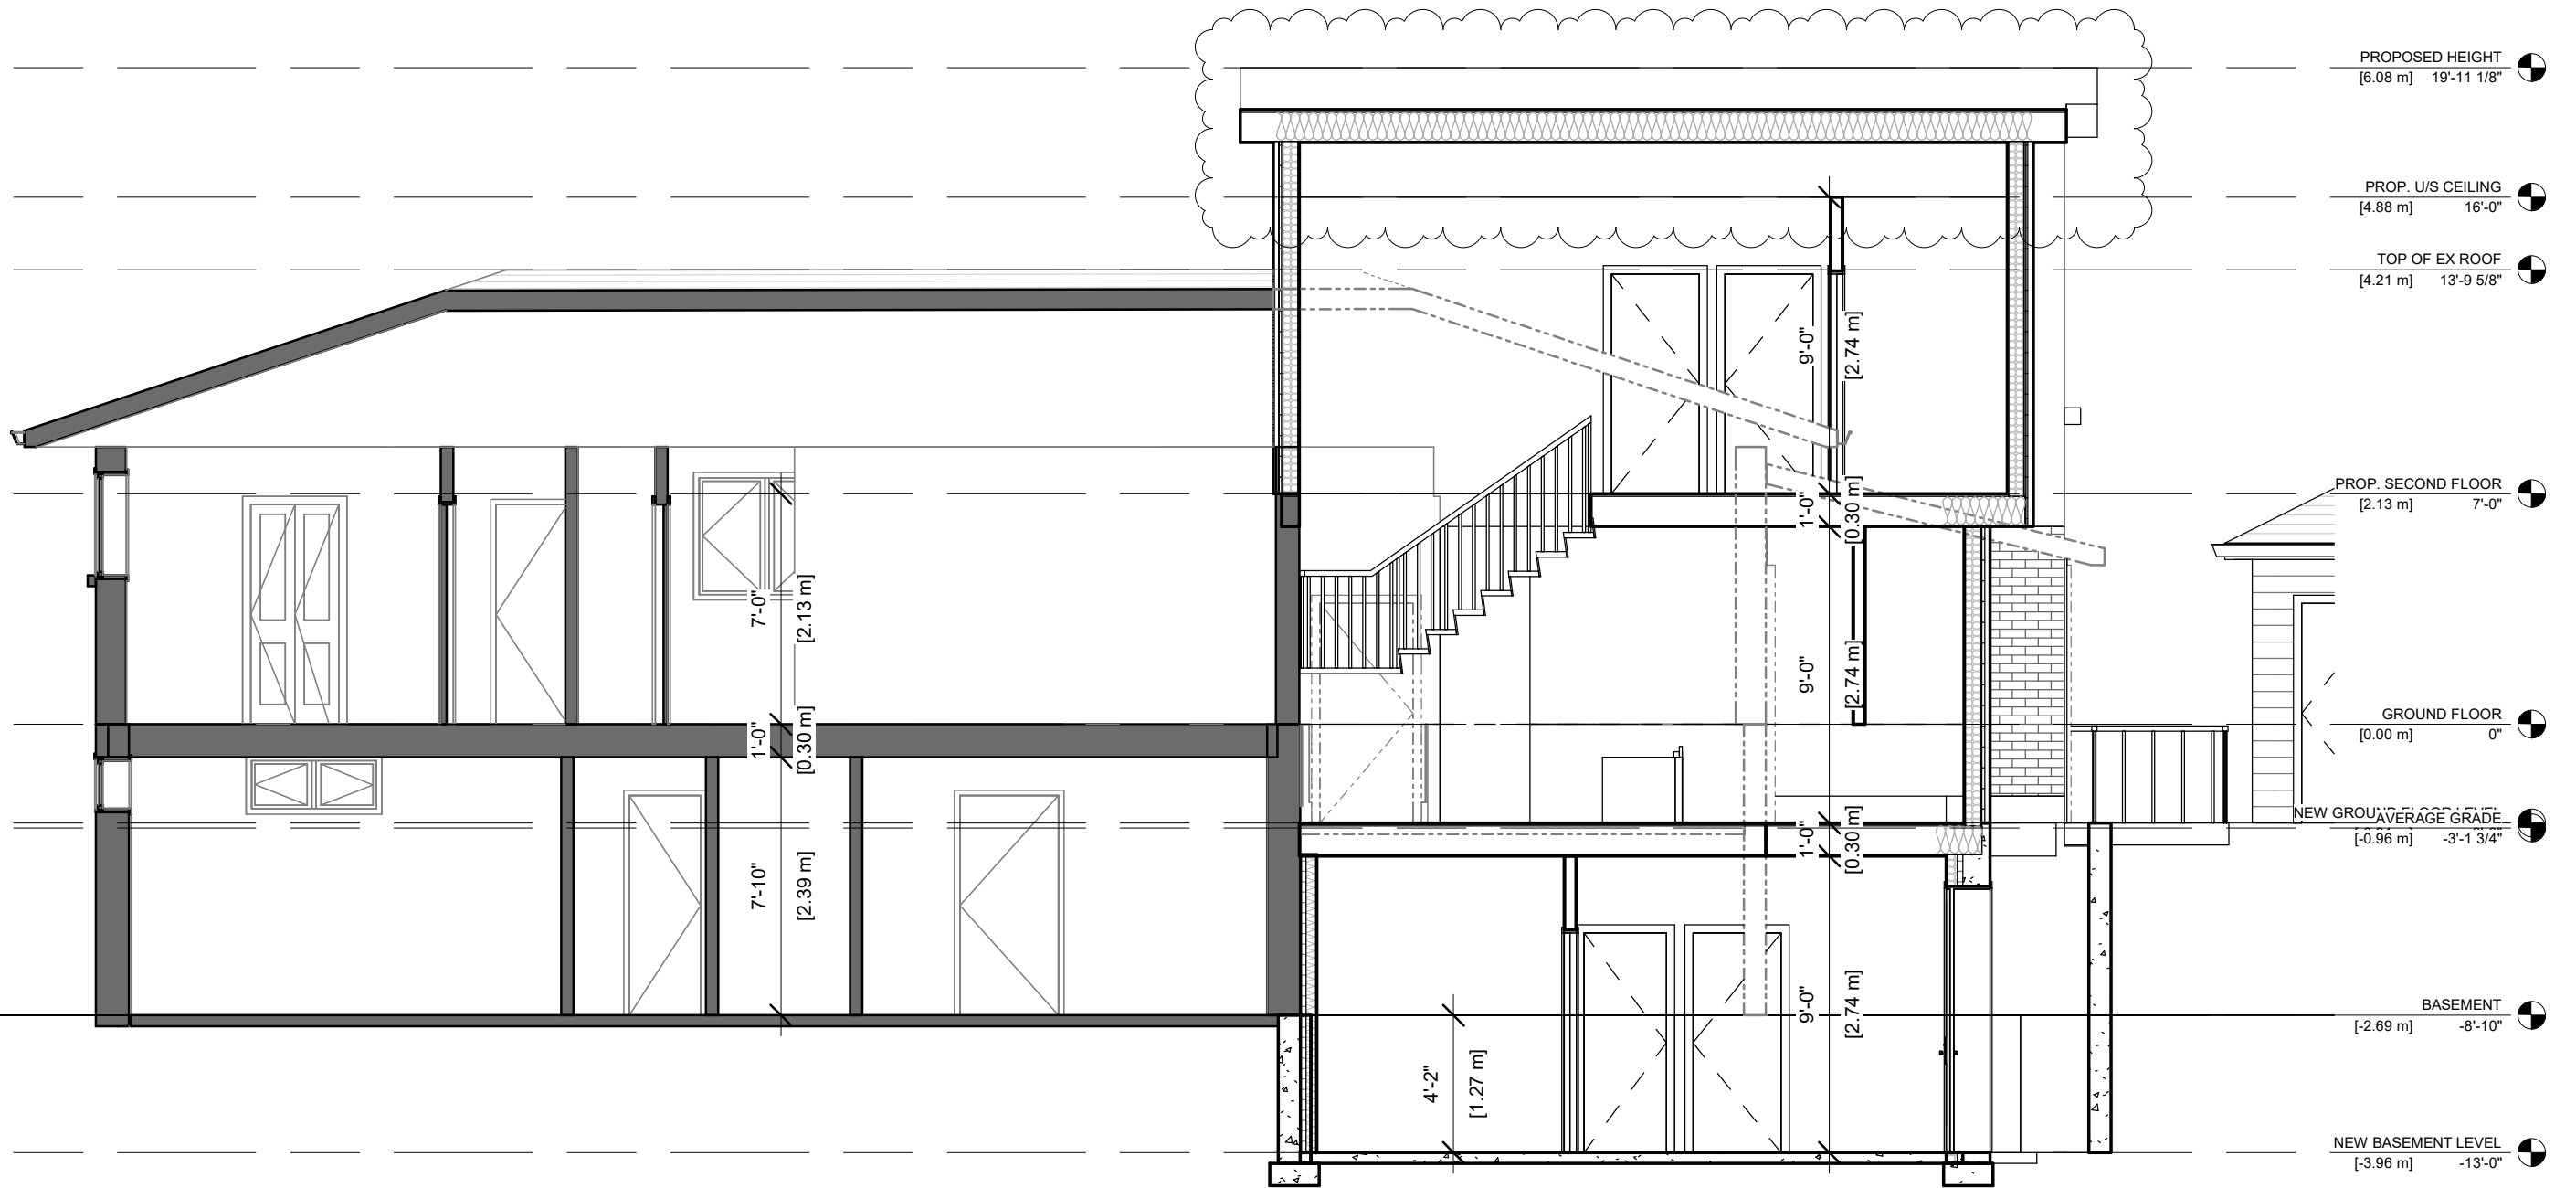 PROPOSED HEIGHT
[6.08 m] 19'-11 1/8"
PROP. U/S CEILING
[4.88 m] 16'-0"
TOP OF EX ROOF
[4.21 m] 13'-9 5/8"
9'-0"
[2.74 m]
PROP. SECOND FLOOR
[2.13 m] 7'-0"
1'-0"
[0.30 m]
7'-0"
[2.13 m]
9'-0"
[2.74 m]
GROUND FLOOR
[0.00 m] 0"
1'-0"
[0.30 m]
NEW GROUND FLOOR LEVEL
AVERAGE GRADE
[-0.96 m] -3'-1 3/4"
1'-0"
[0.30 m]
7'-10"
[2.39 m]
9'-0"
[2.74 m]
BASEMENT
[-2.69 m] -8'-10"
4'-2"
[1.27 m]
NEW BASEMENT LEVEL
[-3.96 m] -13'-0"